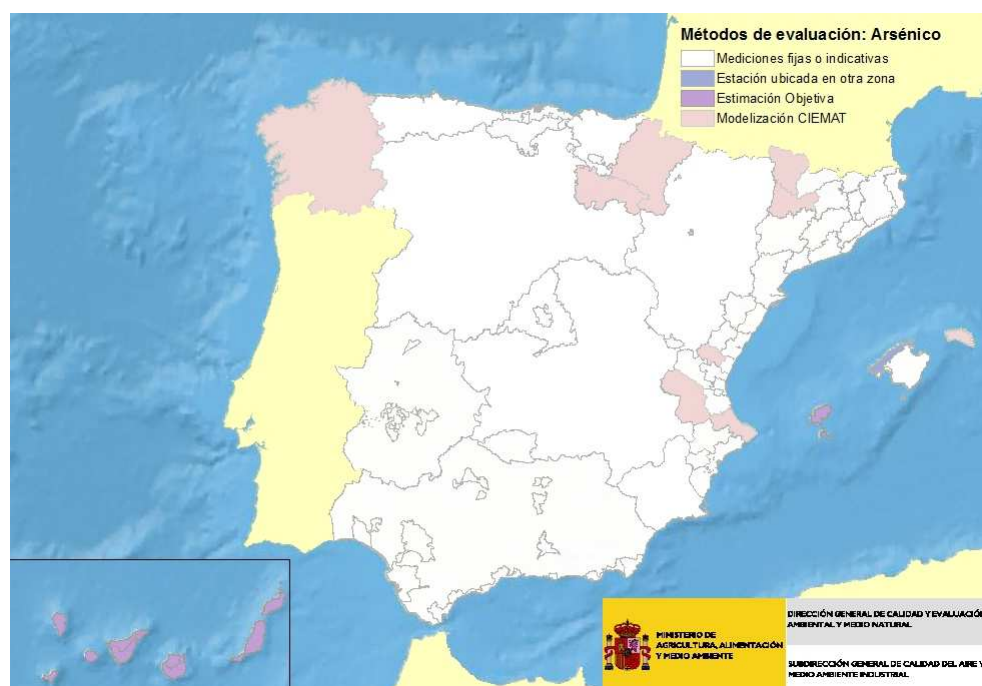 Métodos de evaluación: Arsénico
Mediciones fijas o indicativas
Estación ubicada en otra zona
Estimación Objetiva
Modelización CIEMAT
MINISTERIO DE
AGRICULTURA, ALIMENTACIÓN
Y MEDIO AMBIENTE
DIRECCIÓN GENERAL DE CALIDAD Y EVALUACIÓ
AMBIENTAL Y MEDIO NATURAL
SUBDIRECCIÓN GENERAL DE CALIDAD DEL AIRE Y
MEDIO AMBIENTE INDUSTRIAL